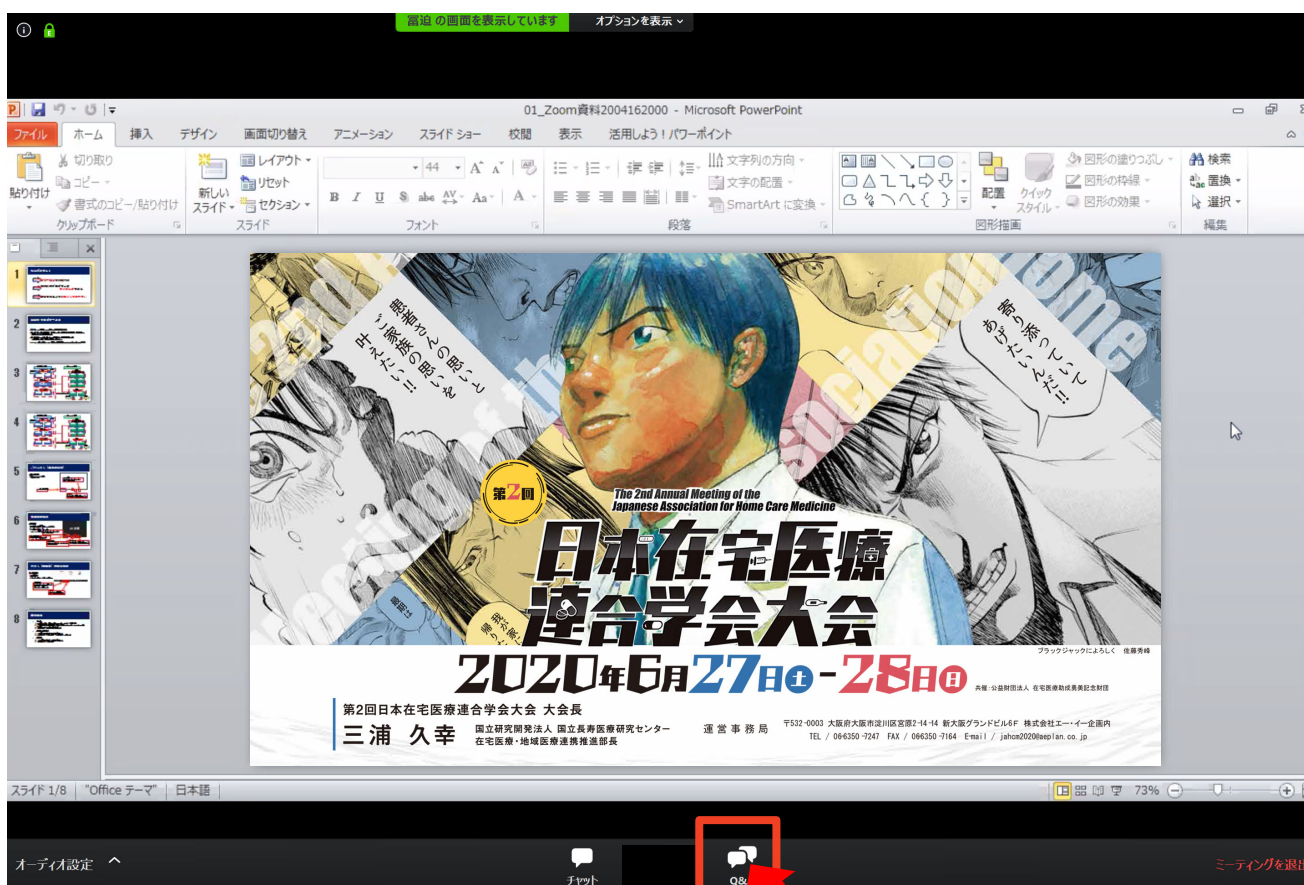 冨迫 の画面を表示しています
オプションを表示
01_Zoom資料2004162000 - Microsoft PowerPoint
ファイル ホーム 挿入 デザイン 画面切り替え アニメーション スライド ショー 校閲 表示 活用しよう！パワーポイント
貼り付け
切り取り
コピー
書式のコピー/貼り付け
クリップボード
新しい
スライド
レイアウト
リセット
セクション
スライド
44
フォント
文字列の方向
文字の配置
SmartArt に変換
段落
配置
クイック
スタイル
図形の塗りつぶし
図形の枠線
図形の効果
図形描画
検索
置換
選択
編集
1
2
3
4
5
6
7
8
患者さんの思いと
ご家族の思いを
叶えたい!!
寄り添っていて
あげたいんだ!!
最期は
我が家に
第2回
The 2nd Annual Meeting of the
Japanese Association for Home Care Medicine
日本在宅医療
連合学会大会
2020年6月27日土-28日日
ブラックジャックによろしく 佐藤秀峰
共催:公益財団法人 在宅医療助成勇美記念財団
第2回日本在宅医療連合学会大会 大会長
三浦 久幸
国立研究開発法人 国立長寿医療研究センター
在宅医療・地域医療連携推進部長
運営事務局
〒532-0003 大阪府大阪市淀川区宮原2-14-14 新大阪グランドビル6F 株式会社エー・イー企画内
TEL / 066350-7247 FAX / 066350-7164 E-mail / jahcm2020@aeplan.co.jp
スライド 1/8 "Office テーマ" 日本語
73%
オーディオ設定
チャット
Q&
ミーティングを退出